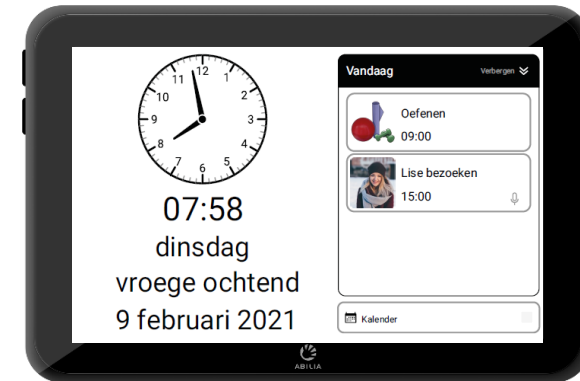 12
1
2
3
4
5
6
7
8
9
10
11
07:58
dinsdag
vroege ochtend
9 februari 2021
Vandaag
Verbergen
Oefenen
09:00
Lise bezoeken
15:00
Kalender
ABILIA